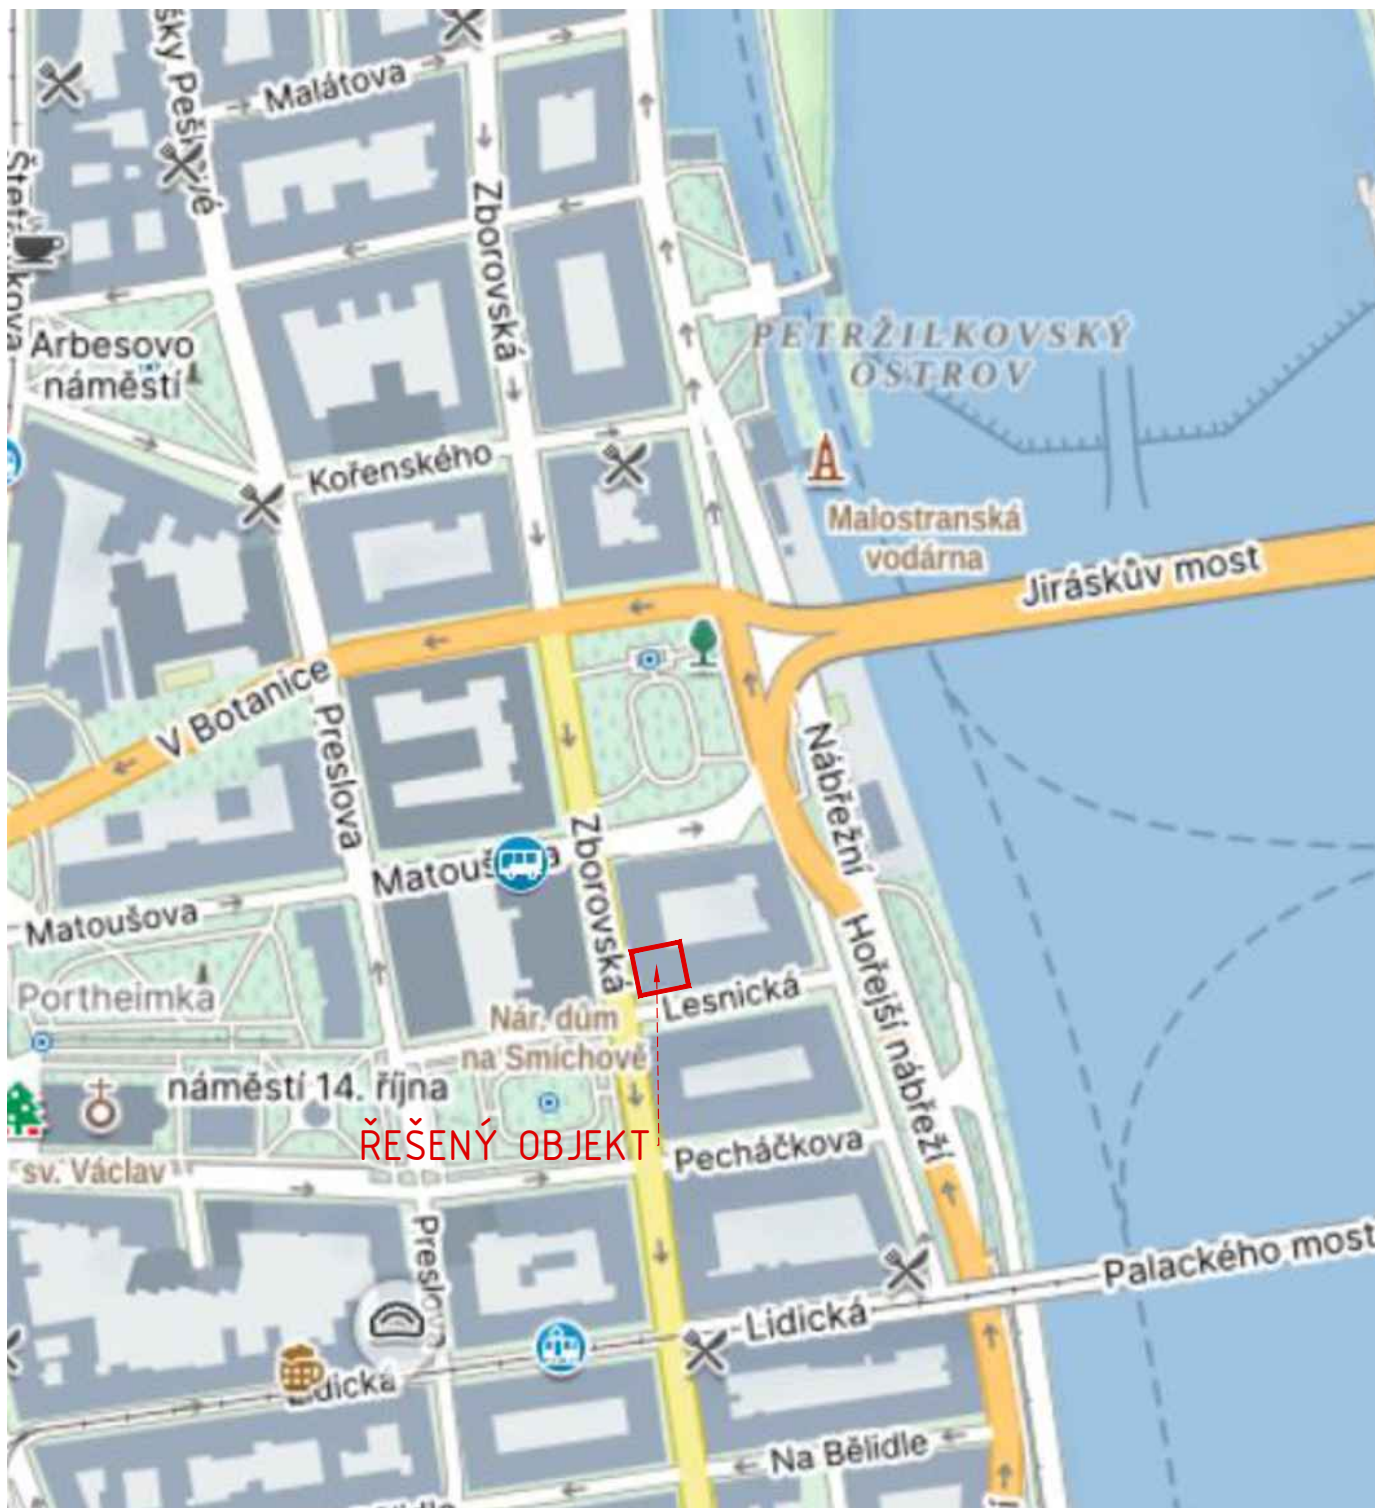 Malátova
Zborovská
Arbesovo
náměstí
PETRŽILKOVSKÝ
OSTROV
Kořenského
Malostranská
vodárna
Jiráskův most
V Botanice
Preslova
Nábřežní
Zborovská
Matoušova
Hořejší nábřeží
Portheimka
Lesnická
Nár. dům
na Smíchově
náměstí 14. října
ŘEŠENÝ OBJEKT
Pecháčkova
sv. Václav
Preslova
Palackého most
Lidická
Lidická
Na Bělidle